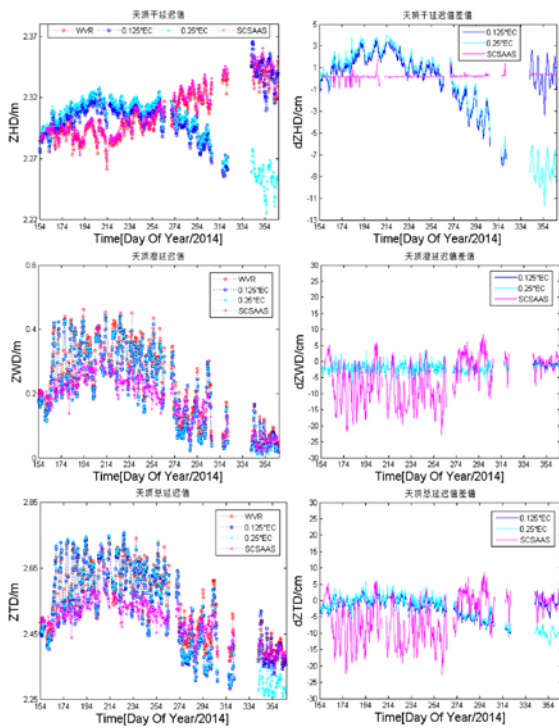 天顶干延迟值
天顶干延迟值差值
WVR
0.125*EC
0.25*EC
SCSAAS
0.125*EC
0.25*EC
SCSAAS
ZHD/m
2.37
2.32
2.27
2.22
dZHD/cm
5
3
1
-1
-3
-5
-7
-9
-11
-13
154 174 194 214 234 254 274 294 314 334 354
Time[Day Of Year/2014]
154 174 194 214 234 254 274 294 314 334 354
Time[Day Of Year/2014]
天顶湿延迟值
天顶湿延迟值差值
WVR
0.125*EC
0.25*EC
SCSAAS
0.125*EC
0.25*EC
SCSAAS
ZWD/m
0.6
0.4
0.2
0
dZWD/cm
30
25
20
15
10
5
0
-5
-10
-15
-20
-25
-30
154 174 194 214 234 254 274 294 314 334 354
Time[Day Of Year/2014]
154 174 194 214 234 254 274 294 314 334 354
Time[Day Of Year/2014]
天顶总延迟值
天顶总延迟值差值
WVR
0.125*EC
0.25*EC
SCSAAS
0.125*EC
0.25*EC
SCSAAS
ZTD/m
2.85
2.65
2.45
2.25
dZTD/cm
30
25
20
15
10
5
0
-5
-10
-15
-20
-25
-30
154 174 194 214 234 254 274 294 314 334 354
Time[Day Of Year/2014]
154 174 194 214 234 254 274 294 314 334 354
Time[Day Of Year/2014]